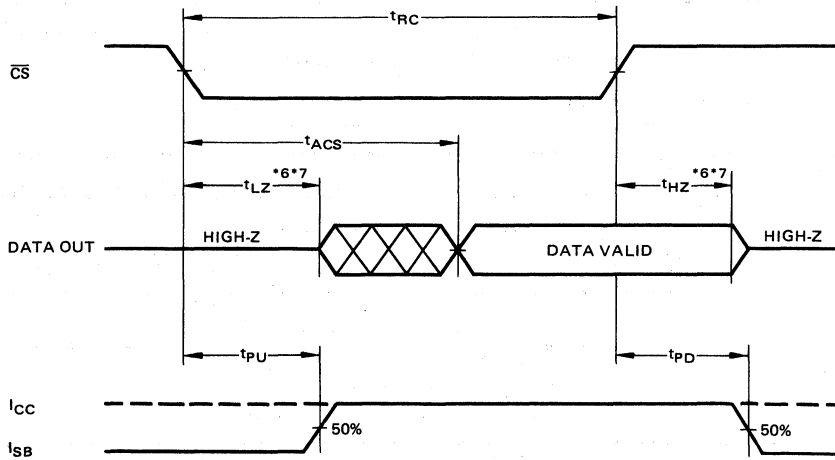 tRC
CS
tACS
tLZ *6*7
tHZ *6*7
DATA OUT
HIGH-Z
DATA VALID
HIGH-Z
tPU
tPD
ICC
50%
50%
ISB